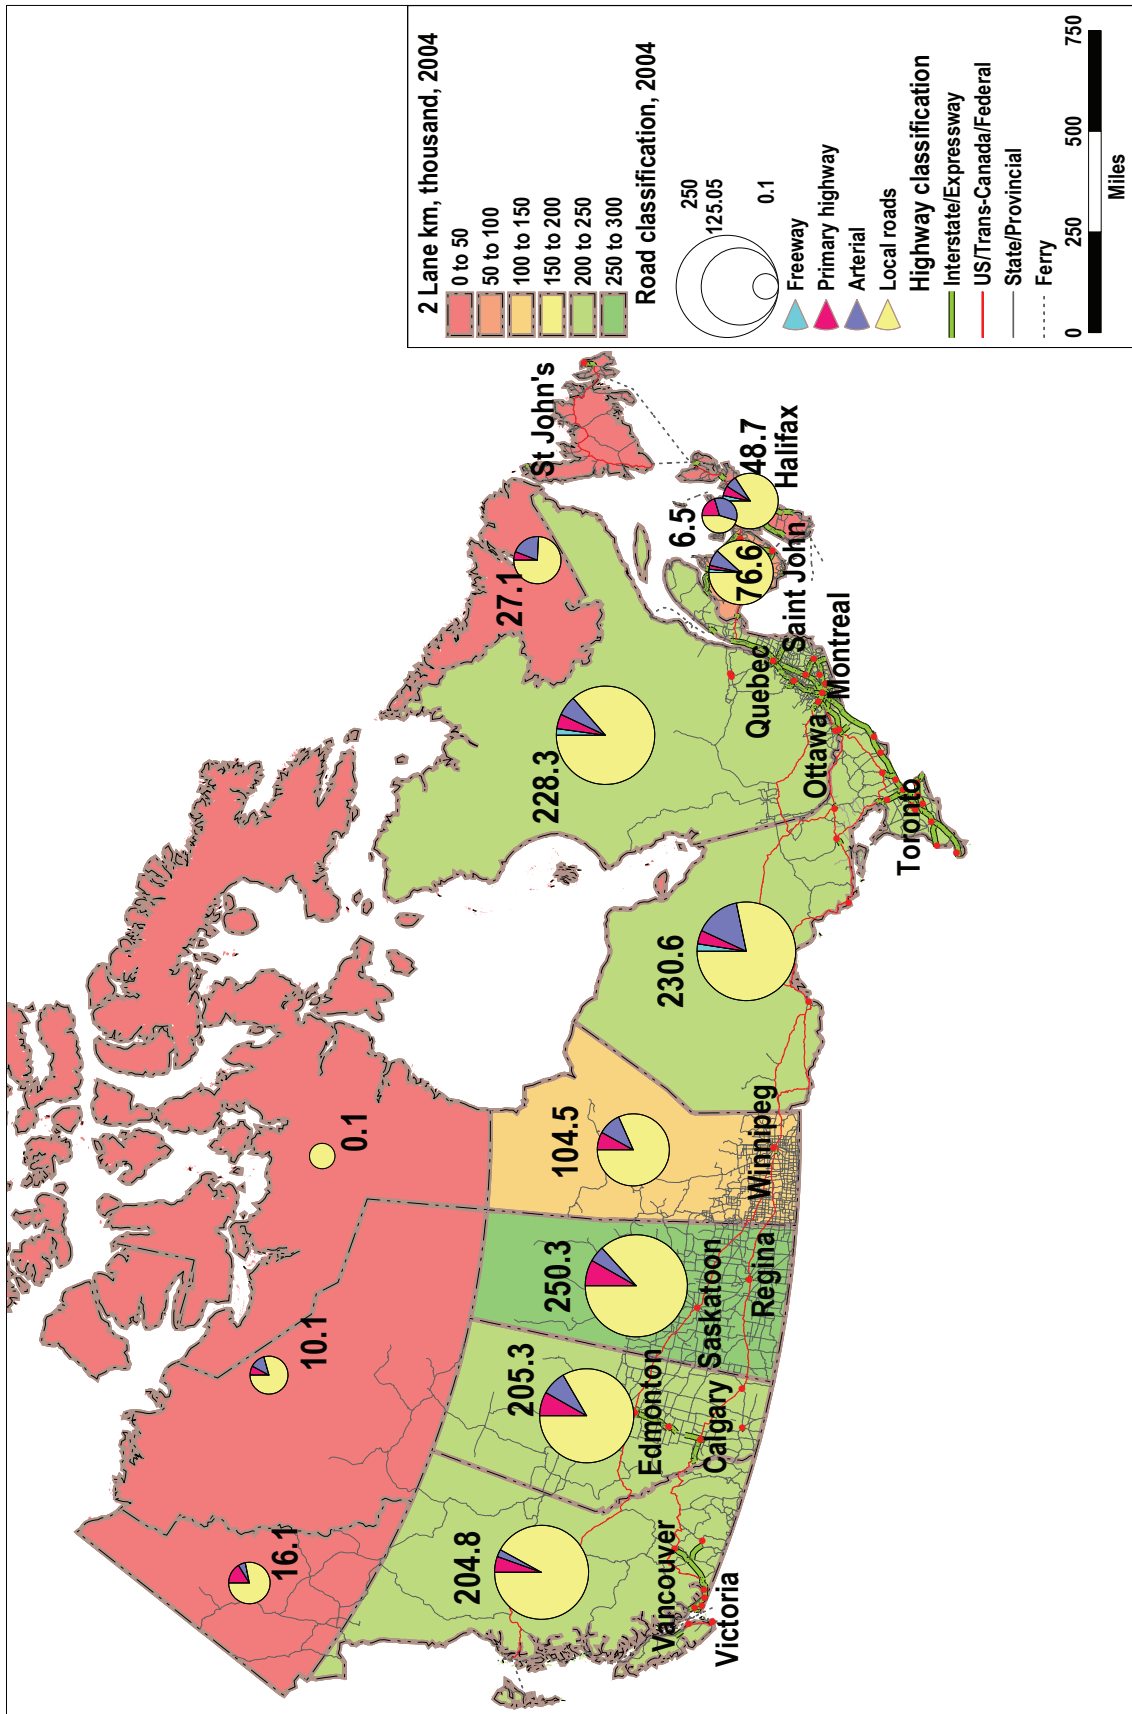 16.1
10.1
0.1
204.8
205.3
250.3
104.5
230.6
228.3
27.1
6.5
76.6
48.7
Vancouver
Victoria
Edmonton
Calgary
Saskatoon
Regina
Winnipeg
Toronto
Ottawa
Montreal
Quebec
Saint John
Halifax
St John's
2 Lane km, thousand, 2004
0 to 50
50 to 100
100 to 150
150 to 200
200 to 250
250 to 300
Road classification, 2004
250
125.05
0.1
Freeway
Primary highway
Arterial
Local roads
Highway classification
Interstate/Expressway
US/Trans-Canada/Federal
State/Provincial
Ferry
0 250 500 750
Miles